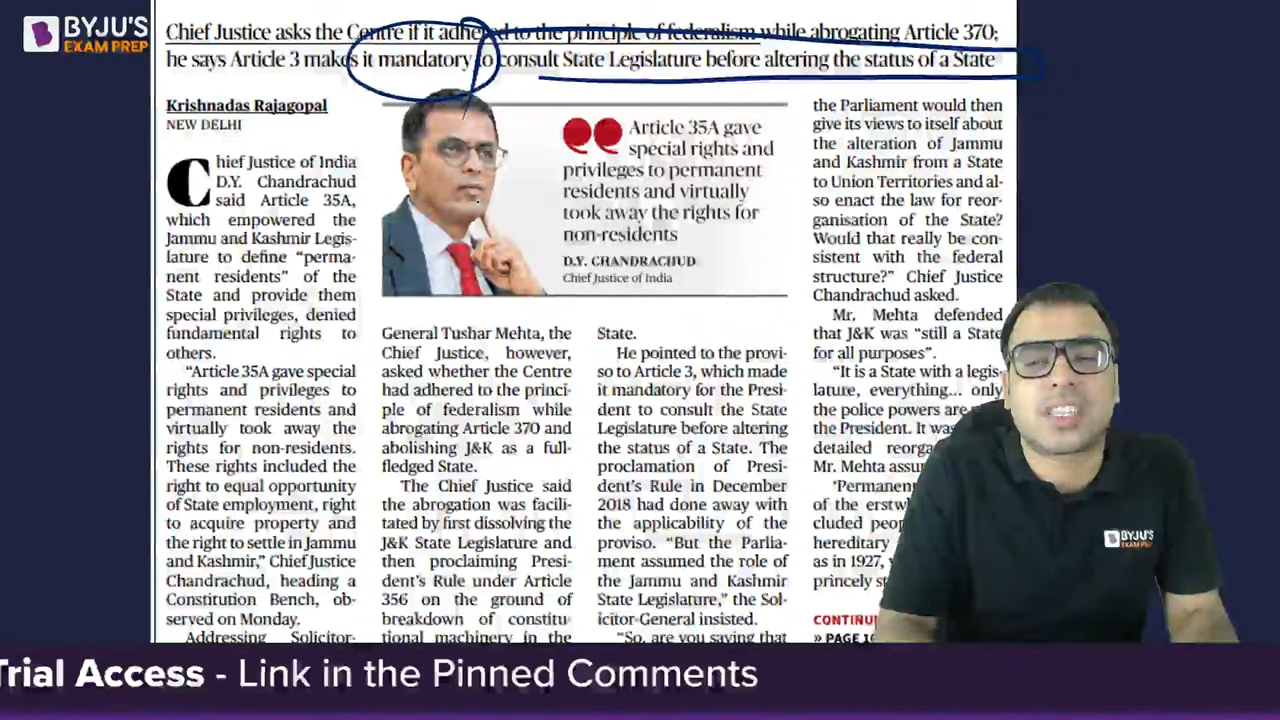 BYJU'S
EXAM PREP
Chief Justice asks the Centre if it adhered to the principle of federalism while abrogating Article 370;
he says Article 3 makes it mandatory to consult State Legislature before altering the status of a State
Krishnadas Rajagopal
NEW DELHI
Chief Justice of India
D.Y. Chandrachud
said Article 35A,
which empowered the
Jammu and Kashmir Legis-
lature to define “perma-
nent residents” of the
State and provide them
special privileges, denied
fundamental rights to
others.
“Article 35A gave special
rights and privileges to
permanent residents and
virtually took away the
rights for non-residents.
These rights included the
right to equal opportunity
of State employment, right
to acquire property and
the right to settle in Jammu
and Kashmir,” Chief Justice
Chandrachud, heading a
Constitution Bench, ob-
served on Monday.
Addressing Solicitor-
Article 35A gave
special rights and
privileges to permanent
residents and virtually
took away the rights for
non-residents
D.Y. CHANDRACHUD
Chief Justice of India
General Tushar Mehta, the
Chief Justice, however,
asked whether the Centre
had adhered to the princi-
ple of federalism while
abrogating Article 370 and
abolishing J&K as a full-
fledged State.
The Chief Justice said
the abrogation was facili-
tated by first dissolving the
J&K State Legislature and
then proclaiming Presi-
dent’s Rule under Article
356 on the ground of
breakdown of constitu-
tional machinery in the
State.
He pointed to the provi-
so to Article 3, which made
it mandatory for the Presi-
dent to consult the State
Legislature before altering
the status of a State. The
proclamation of Presi-
dent’s Rule in December
2018 had done away with
the applicability of the
proviso. “But the Parlia-
ment assumed the role of
the Jammu and Kashmir
State Legislature,” the Sol-
icitor-General insisted.
“So, are you saying that
the Parliament would then
give its views to itself about
the alteration of Jammu
and Kashmir from a State
to Union Territories and al-
so enact the law for reor-
ganisation of the State?
Would that really be con-
sistent with the federal
structure?” Chief Justice
Chandrachud asked.
Mr. Mehta defended
that J&K was “still a State
for all purposes”.
“It is a State with a legis-
lature, everything... only
the police powers are
the President. It was
detailed
Mr. Mehta
of the
hereditary
as in 1927,
princely
» PAGE
BYJU'S
EXAM PREP
Trial Access - Link in the Pinned Comments